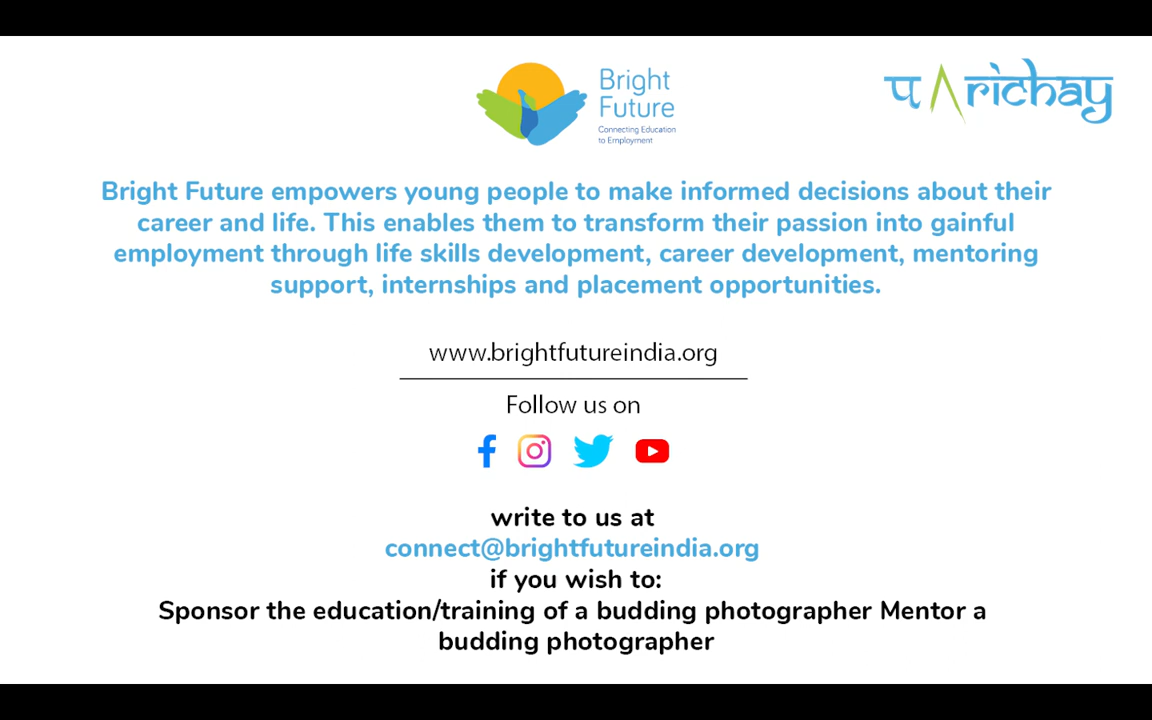 Bright
Future
Connecting Education
to Employment
पΛrichay
Bright Future empowers young people to make informed decisions about their
career and life. This enables them to transform their passion into gainful
employment through life skills development, career development, mentoring
support, internships and placement opportunities.
www.brightfutureindia.org
Follow us on
write to us at
connect@brightfutureindia.org
if you wish to:
Sponsor the education/training of a budding photographer Mentor a
budding photographer